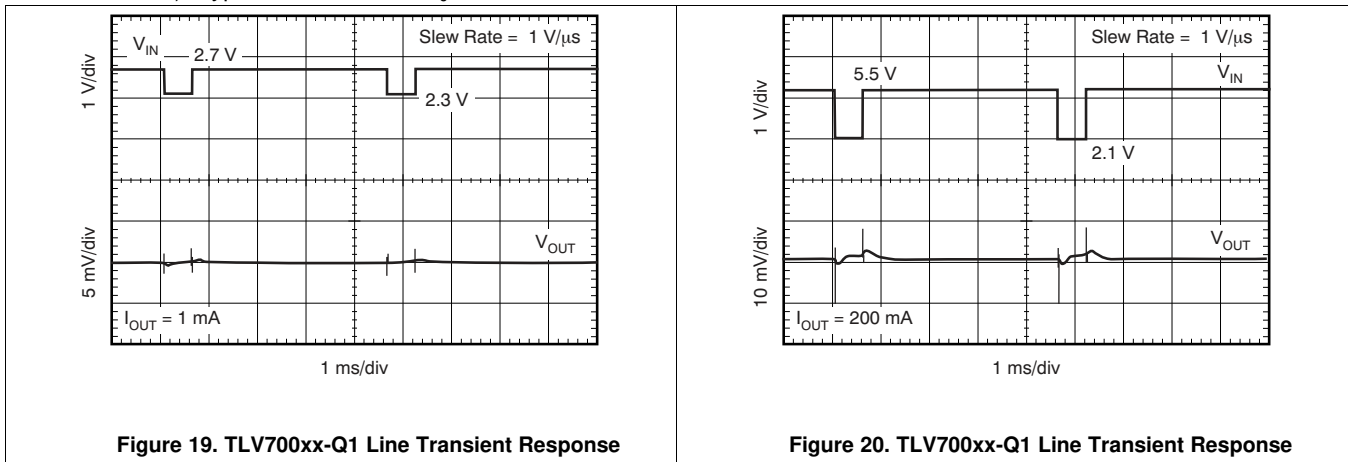 Slew Rate = 1 V/μs
V_IN
2.7 V
2.3 V
1 V/div
V_OUT
5 mV/div
I_OUT = 1 mA
1 ms/div
Figure 19. TLV700xx-Q1 Line Transient Response
Slew Rate = 1 V/μs
V_IN
5.5 V
2.1 V
1 V/div
V_OUT
10 mV/div
I_OUT = 200 mA
1 ms/div
Figure 20. TLV700xx-Q1 Line Transient Response